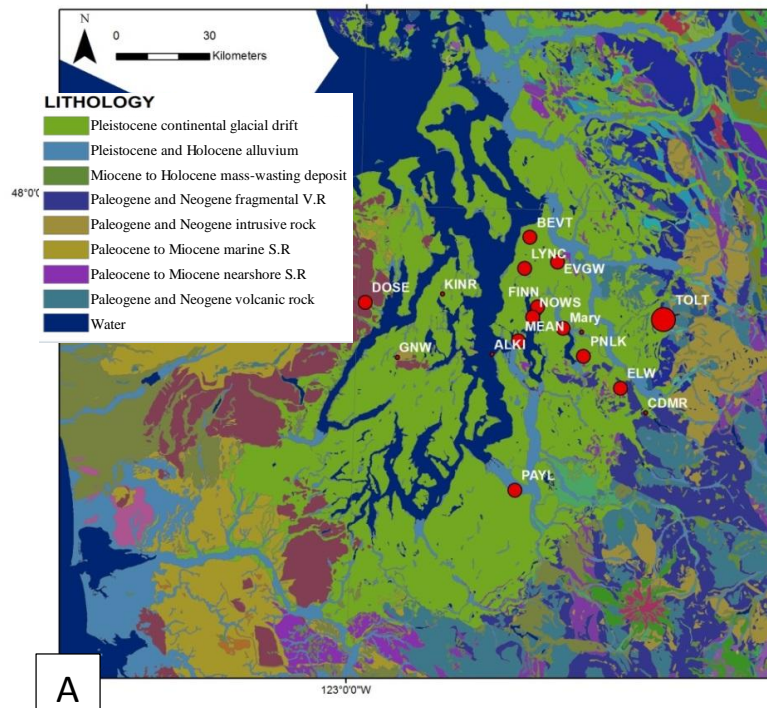 N
0 30
Kilometers
LITHOLOGY
Pleistocene continental glacial drift
Pleistocene and Holocene alluvium
Miocene to Holocene mass-wasting deposit
Paleogene and Neogene fragmental V.R
Paleogene and Neogene intrusive rock
Paleocene to Miocene marine S.R
Paleocene to Miocene nearshore S.R
Paleogene and Neogene volcanic rock
Water
BEVT
LYNC
EVGW
DOSE
KINR
FINN
NOWS
TOLT
MEAN
Mary
GNW
ALKI
PNLK
ELW
CDMR
PAYL
A
123°0'0"W